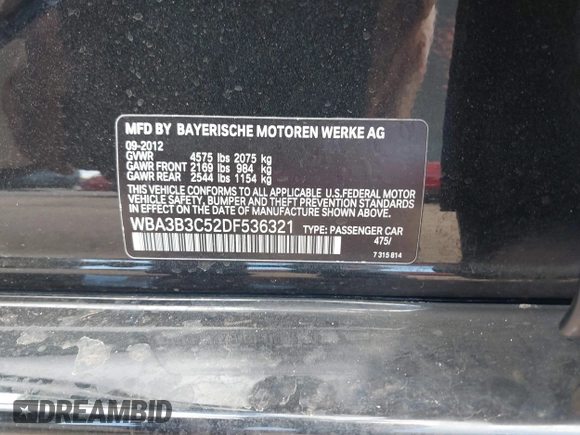 MFD BY BAYERISCHE MOTOREN WERKE AG
09-2012
GVWR 4575 lbs 2075 kg
GAWR FRONT 2169 lbs 984 kg
GAWR REAR 2544 lbs 1154 kg
THIS VEHICLE CONFORMS TO ALL APPLICABLE U.S.FEDERAL MOTOR
VEHICLE SAFETY, BUMPER AND THEFT PREVENTION STANDARDS
IN EFFECT ON THE DATE OF MANUFACTURE SHOWN ABOVE.
WBA3B3C52DF536321 TYPE: PASSENGER CAR
475/
7 315 814
DREAMBID